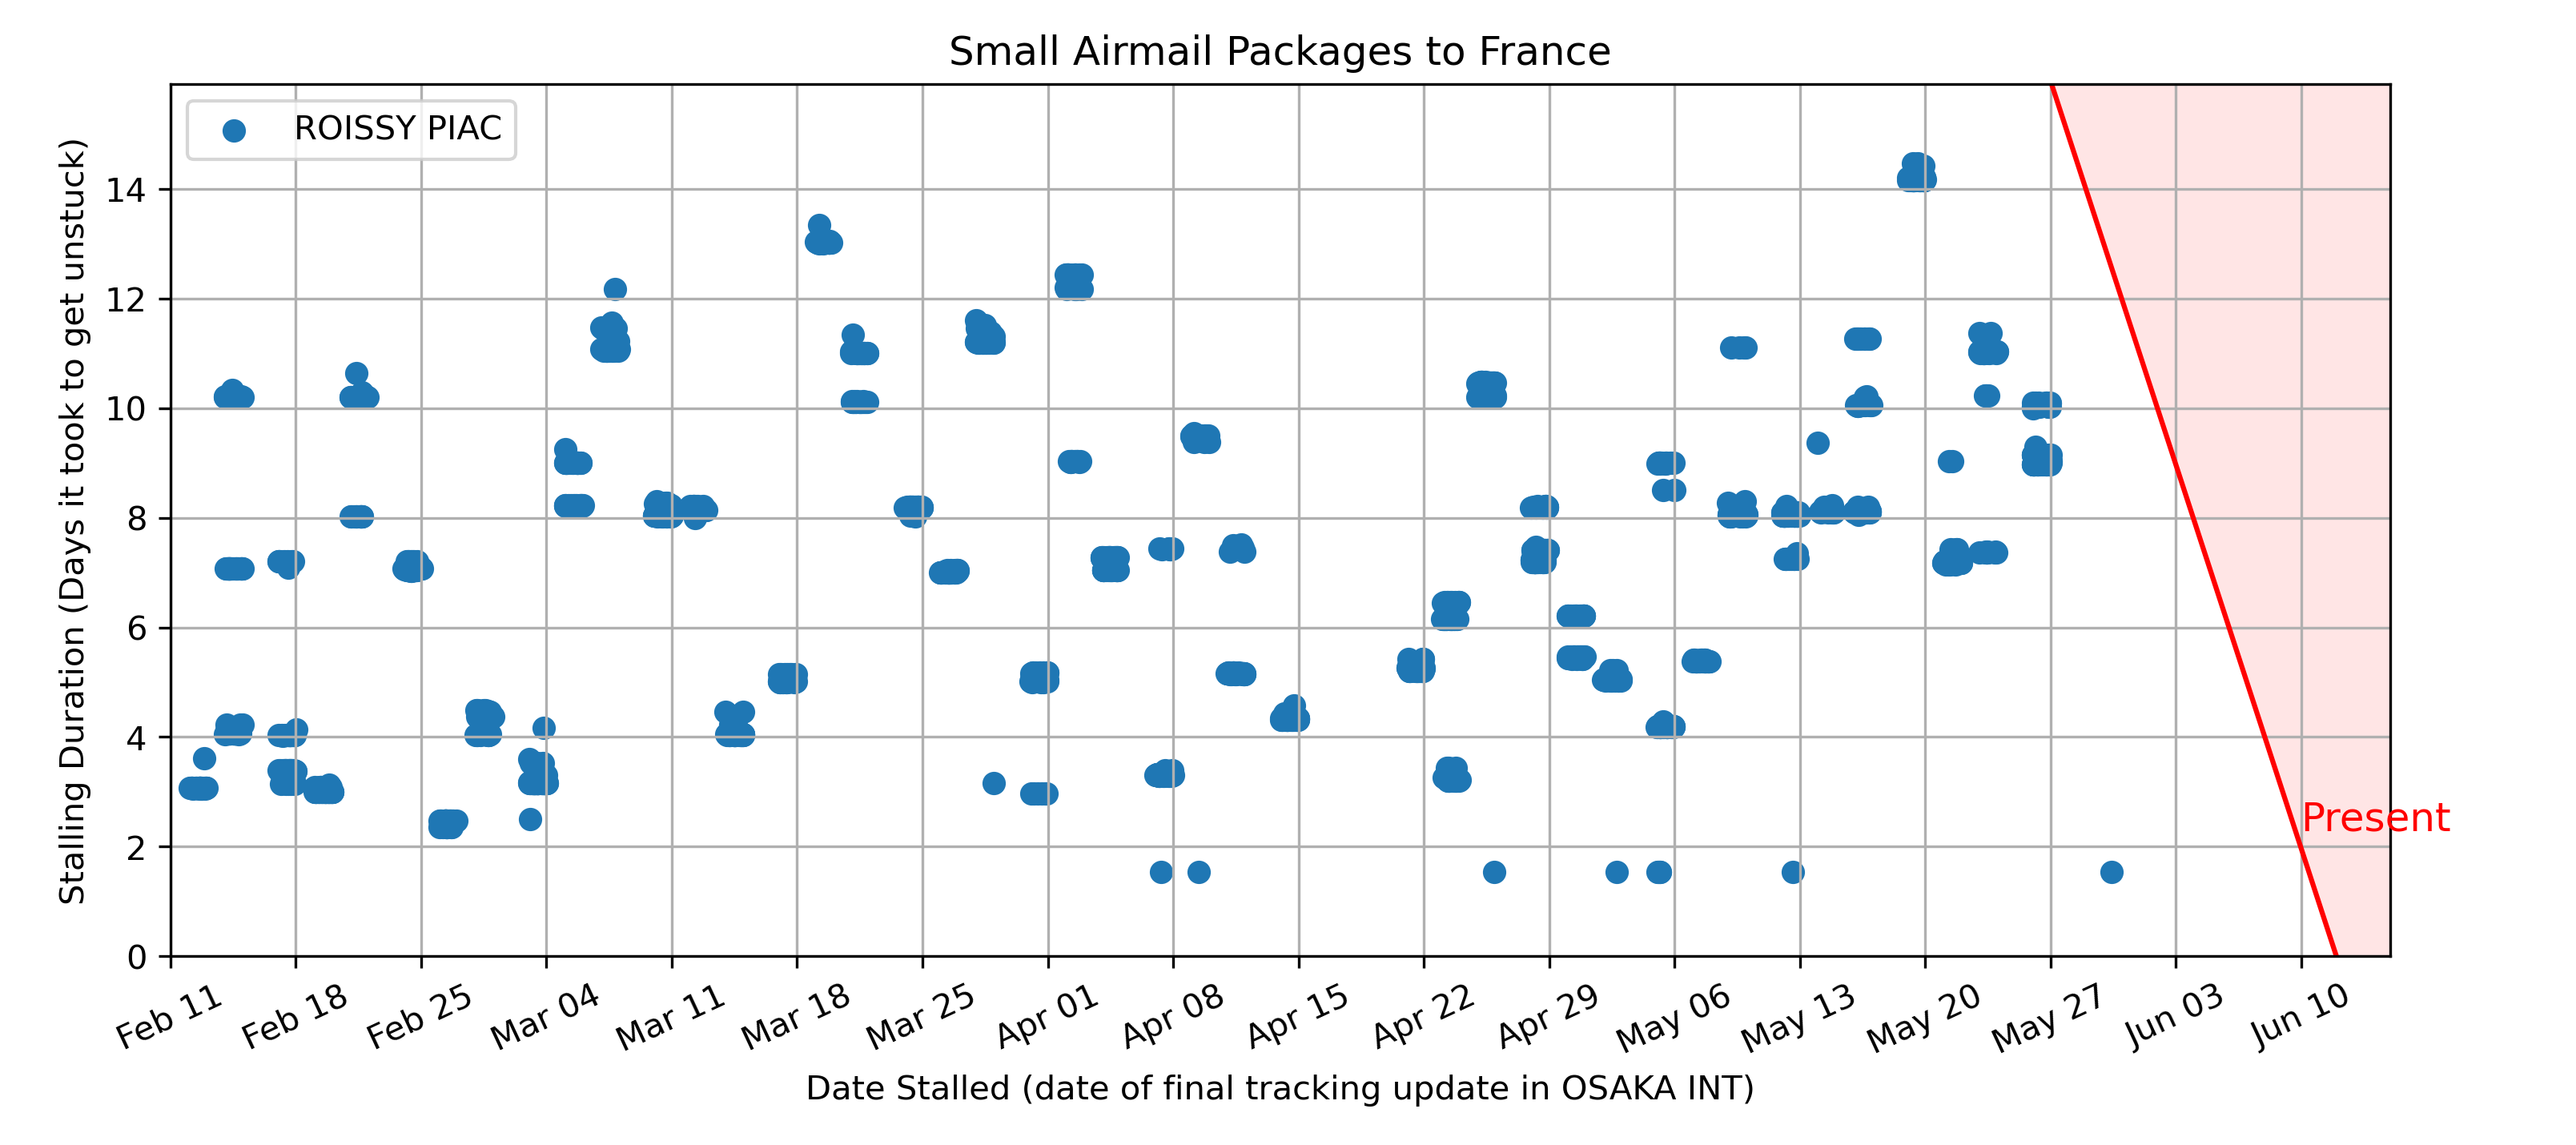 Small Airmail Packages to France
ROISSY PIAC
Stalling Duration (Days it took to get unstuck)
14
12
10
8
6
4
2
0
Present
Feb 11
Feb 18
Feb 25
Mar 04
Mar 11
Mar 18
Mar 25
Apr 01
Apr 08
Apr 15
Apr 22
Apr 29
May 06
May 13
May 20
May 27
Jun 03
Jun 10
Date Stalled (date of final tracking update in OSAKA INT)